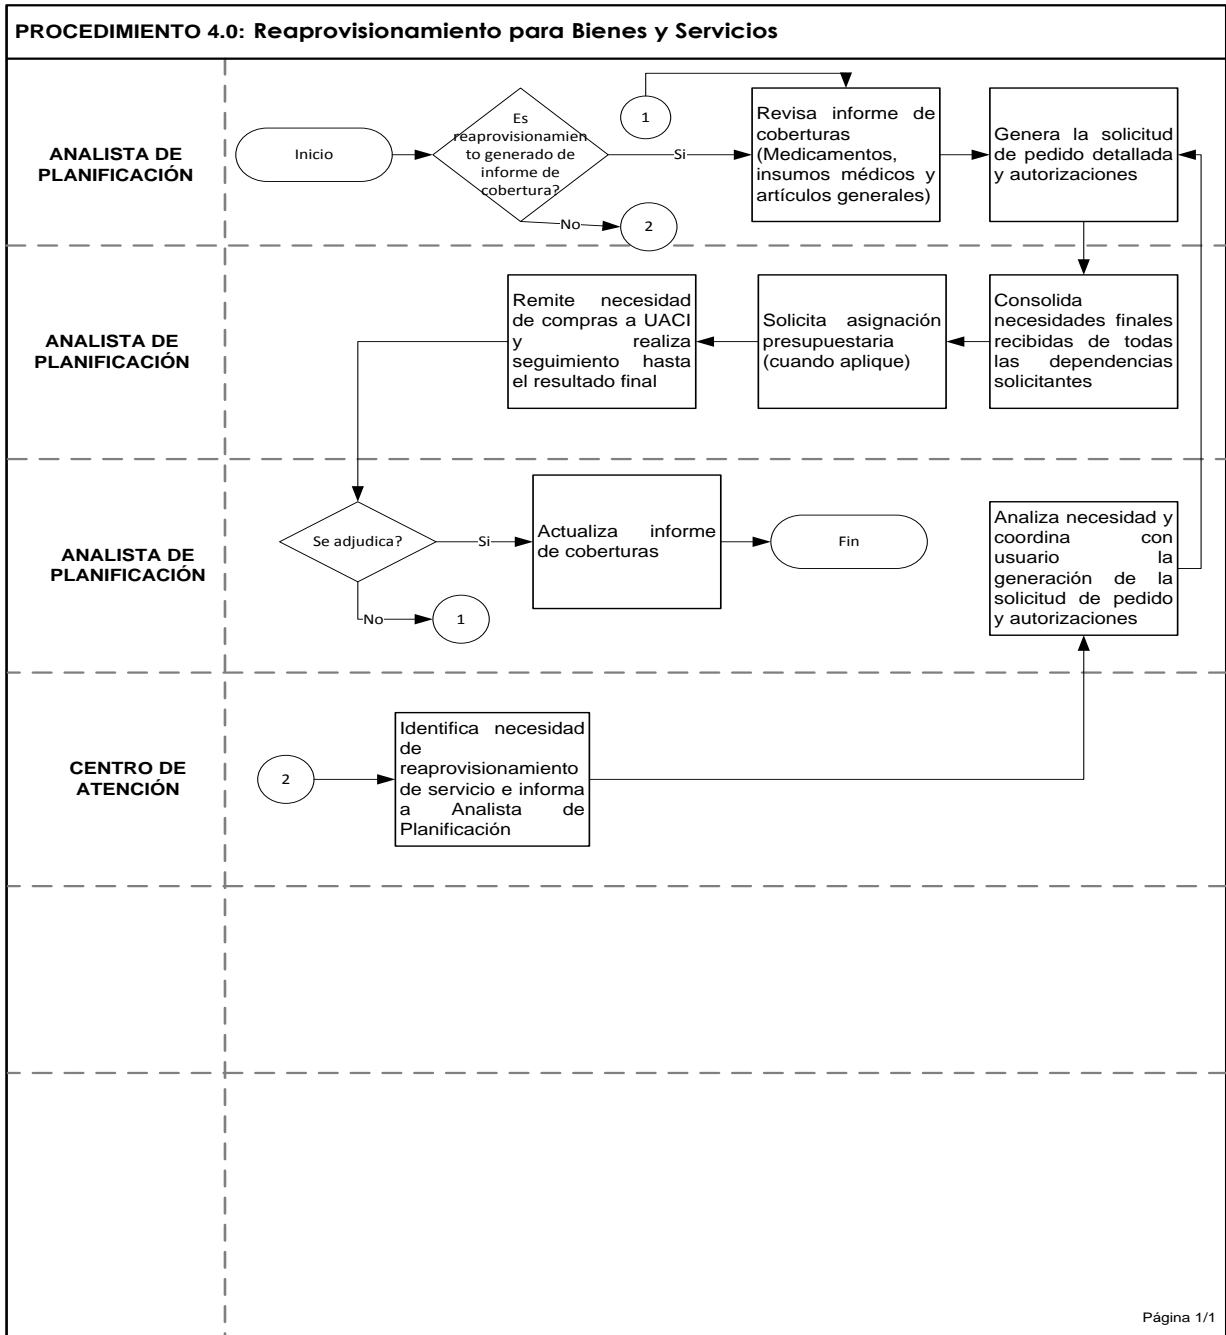 PROCEDIMIENTO 4.0: Reaprovisionamiento para Bienes y Servicios
ANALISTA DE
PLANIFICACIÓN
Inicio
Es
reaprovisionamien
to generado de
informe de
cobertura?
Si
No
1
2
Revisa informe de
coberturas
(Medicamentos,
insumos médicos y
artículos generales)
Genera la solicitud
de pedido detallada
y autorizaciones
ANALISTA DE
PLANIFICACIÓN
Remite necesidad
de compras a UACI
y realiza
seguimiento hasta
el resultado final
Solicita asignación
presupuestaria
(cuando aplique)
Consolida
necesidades finales
recibidas de todas
las dependencias
solicitantes
ANALISTA DE
PLANIFICACIÓN
Se adjudica?
Si
No
1
Actualiza informe
de coberturas
Fin
Analiza necesidad y
coordina con
usuario la
generación de la
solicitud de pedido
y autorizaciones
CENTRO DE
ATENCIÓN
2
Identifica necesidad
de
reaprovisionamiento
de servicio e informa
a Analista de
Planificación
Página 1/1